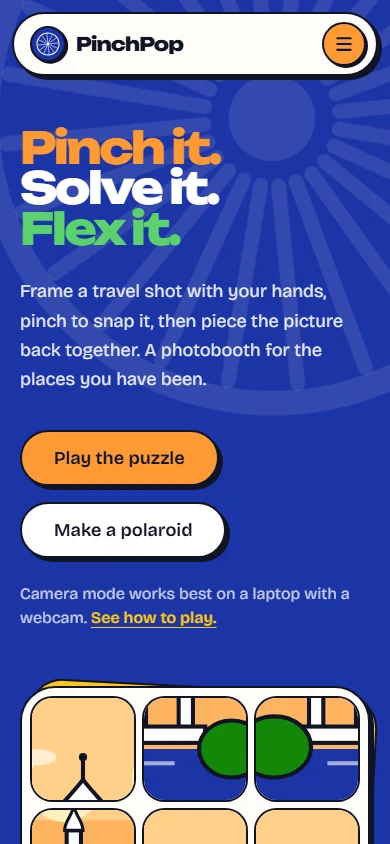 PinchPop
Pinch it.
Solve it.
Flex it.
Frame a travel shot with your hands,
pinch to snap it, then piece the picture
back together. A photobooth for the
places you have been.
Play the puzzle
Make a polaroid
Camera mode works best on a laptop with a
webcam. See how to play.